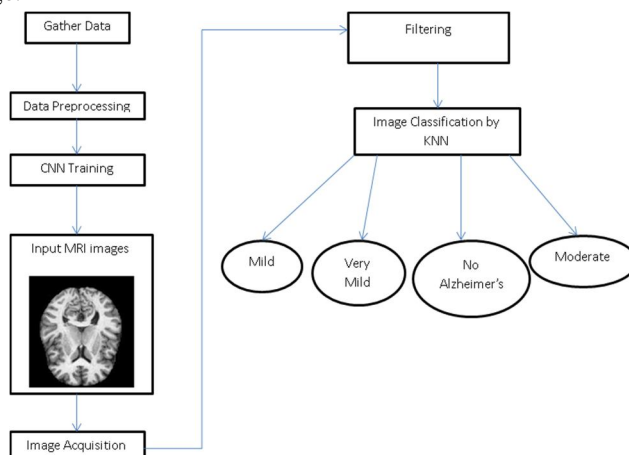 Gather Data
Data Preprocessing
CNN Training
Input MRI images
Image Acquisition
Filtering
Image Classification by
KNN
Mild
Very
Mild
No
Alzheimer's
Moderate